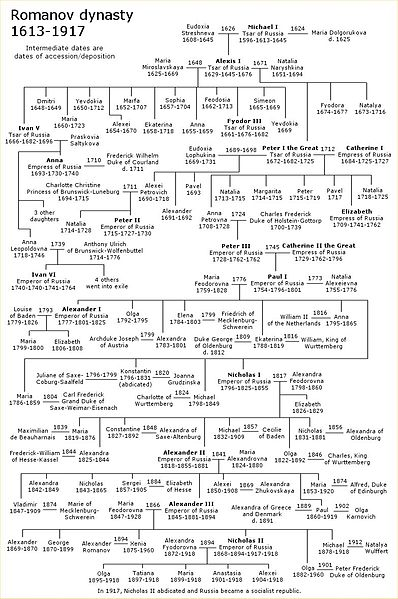 Romanov dynasty
1613-1917
Intermediate dates are
dates of accession/deposition
Eudoxia
Streshneva
1608-1645
1626
Michael I
Tsar of Russia
1596-1613-1645
1624
Maria Dolgorukova
d. 1625
Maria
Miroslavskaya
1625-1669
1648
Alexis I
Tsar of Russia
1629-1645-1676
1671
Natalia
Naryshkina
1651-1694
Dmitri
1648-1649
Yevdokia
1650-1712
Marfa
1652-1707
Sophia
1657-1704
Feodosia
1662-1713
Simeon
1665-1669
Fyodora
1674-1677
Natalya
1673-1716
Ivan V
Tsar of Russia
1666-1682-1696
Maria
1660-1723
Praskovia
Saltykova
Alexei
1654-1670
Ekaterina
1658-1718
Anna
1655-1659
Fyodor III
Tsar of Russia
1661-1676-1682
Yevdokia
1669
Eudoxia
Lophukina
1669-1731
1689-1698
Peter I the Great
Tsar of Russia
1672-1682-1725
1712
Catherine I
Empress of Russia
1684-1725-1727
Anna
Empress of Russia
1693-1730-1740
1710
Frederick Wilhelm
Duke of Courland
d. 1711
Charlotte Christine
Princess of Brunswick-Luneburg
1694-1715
1711
Alexei
Petrovich
1690-1718
Pavel
1693
Natalia
1713-1715
Margarita
1714-1715
Peter
1715-1719
Pavel
1717
Natalia
1718-1725
3 other
daughters
Natalia
1714-1728
Peter II
Emperor of Russia
1715-1727-1730
Alexander
1691-1692
Anna
Petrovna
1708-1728
1724
Charles Frederick
Duke of Holstein-Gottorp
1700-1739
Elizabeth
Empress of Russia
1709-1741-1762
Anna
Leopoldovna
1718-1746
1739
Anthony Ulrich
of Brunswick-Wolfenbuttel
1714-1776
Peter III
Emperor of Russia
1728-1762-1762
1745
Catherine II the Great
Empress of Russia
1729-1762-1796
Ivan VI
Emperor of Russia
1740-1740-1741-1764
4 others
went into exile
Maria
Feodorovna
1759-1828
1776
Paul I
Emperor of Russia
1754-1796-1801
1773
Natalia
Alexeievna
1755-1776
Louise
of Baden
1779-1826
1793
Alexander I
Emperor of Russia
1777-1801-1825
Olga
1792-1795
Elena
1784-1803
1799
Friedrich of
Mecklenburg-
Schwerin
William II
of the Netherlands
1816
Anna
1795-1865
Maria
1799-1800
Elizabeth
1806-1808
Archduke Joseph
of Austria
1799
Alexandra
1783-1801
Duke George
of Oldenburg
d. 1812
1809
Ekaterina
1788-1819
1816
William, King of
Wurttemberg
Juliane of Saxe-
Coburg-Saalfeld
1796-1799
Konstantin
1796-1831
(abdicated)
1820
Joanna
Grudzinska
Nicholas I
Emperor of Russia
1796-1825-1855
1817
Alexandra
Feodorovna
1798-1860
Maria
1786-1859
1804
Carl Frederick
Grand Duke of
Saxe-Weimar-Eisenach
Charlotte of
Wurttemberg
1824
Michael
1798-1849
Elizabeth
1826-1829
Maximilian
de Beauharnais
1839
Maria
1819-1876
Constantine
1827-1892
1848
Alexandra of
Saxe-Altenburg
Michael
1832-1909
1857
Cecilie
of Baden
Nicholas
1831-1881
1856
Alexandra
of Oldenburg
Frederick-William
of Hesse-Kassel
1844
Alexandra
1825-1844
Alexander II
Emperor of Russia
1818-1855-1881
1841
Maria
Alexandrovna
1824-1880
Olga
1822-1892
1846
Charles, King
of Wurttemberg
Alexandra
1842-1849
Nicholas
1843-1865
Sergei
1857-1905
1884
Elizabeth
of Hesse
Alexei
1850-1908
1869
Alexandra
Zhukovskaya
Maria
1853-1920
1874
Alfred, Duke
of Edinburgh
Vladimir
1847-1909
1874
Marie of
Mecklenburg-
Schwerin
Maria
Feodorovna
1847-1928
1866
Alexander III
Emperor of Russia
1845-1881-1894
Alexandra of Greece
and Denmark
d. 1891
1889
Paul
1860-1919
1902
Olga
Karnovich
Alexander
1869-1870
George
1870-1899
Alexander
Romanov
1894
Xenia
1875-1960
Alexandra
Fyodorovna
1872-1918
1894
Nicholas II
Emperor of Russia
1868-1894-1917-1918
Michael
1878-1918
1912
Natalya
Wulffert
Olga
1895-1918
Tatiana
1897-1918
Maria
1899-1918
Anastasia
1901-1918
Alexei
1904-1918
Olga
1882-1960
1901
Peter Frederick
Duke of Oldenburg
In 1917, Nicholas II abdicated and Russia became a socialist republic.